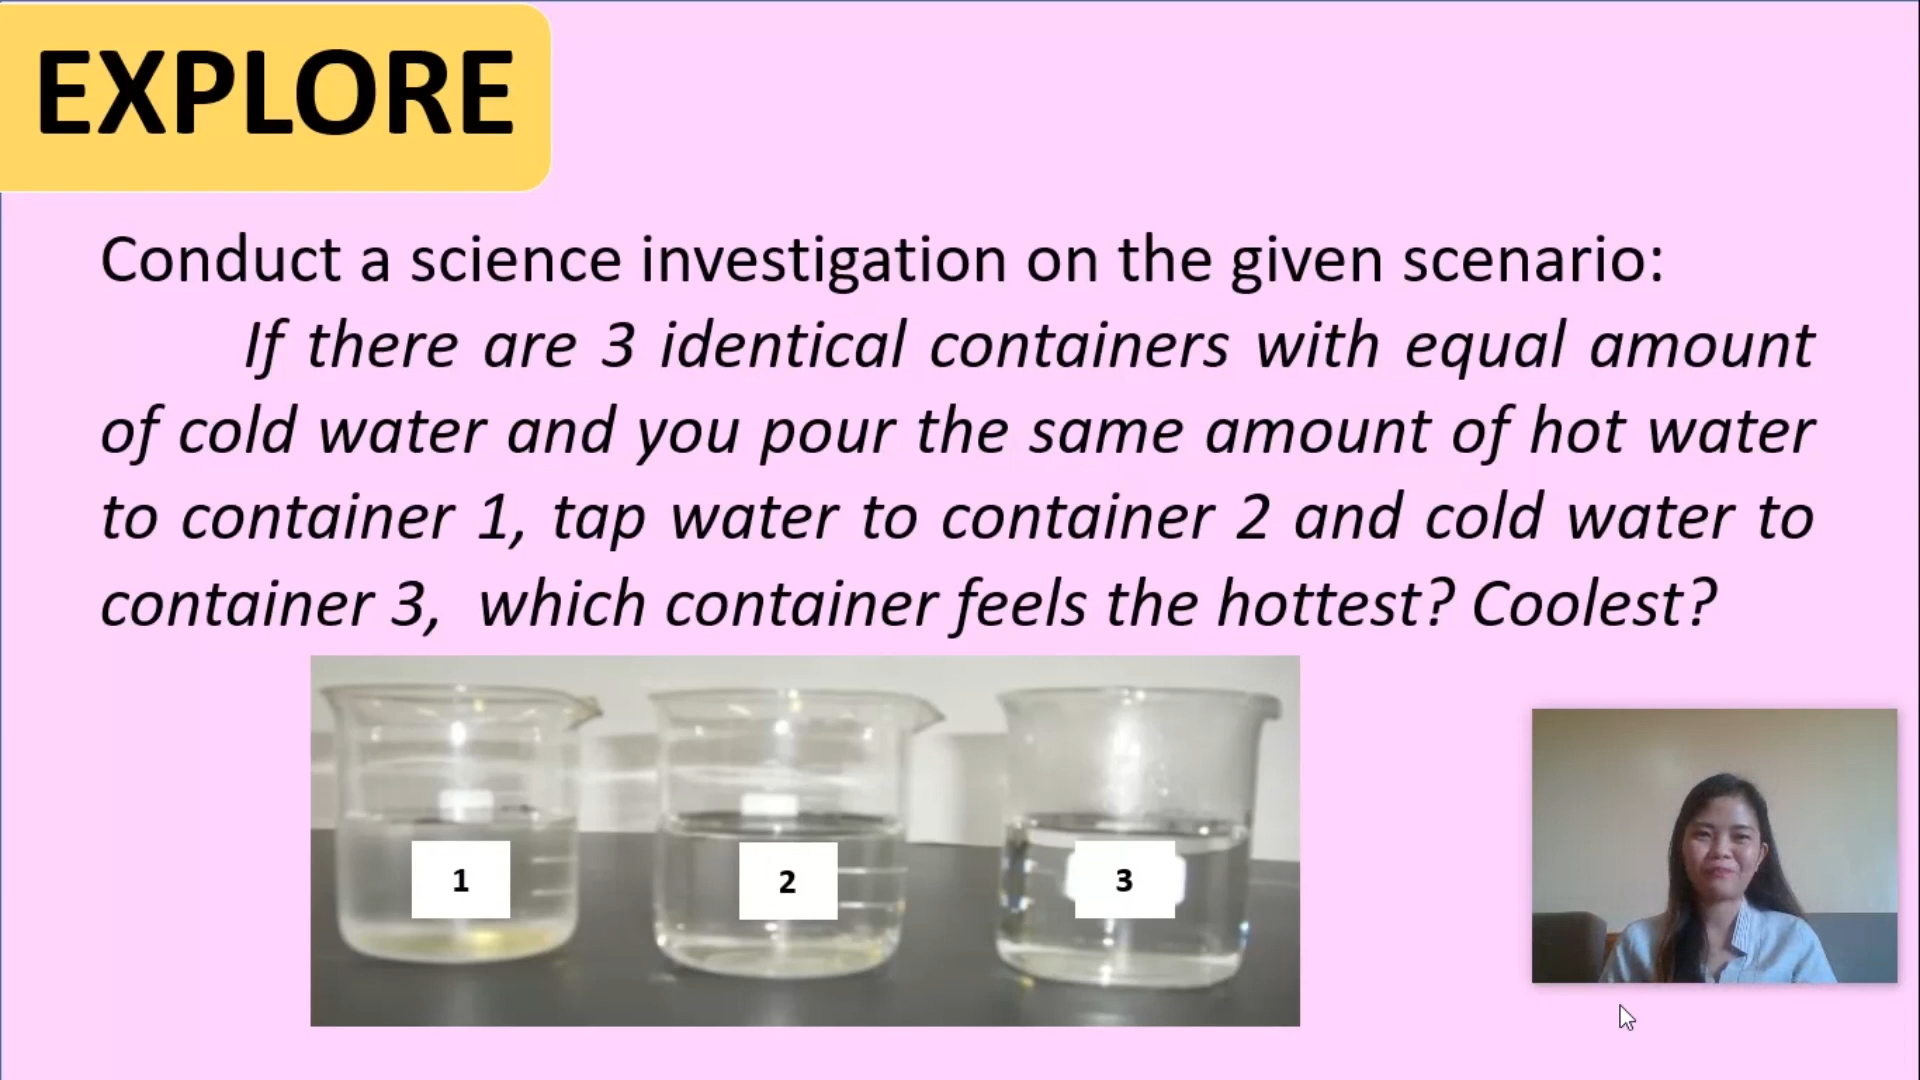 EXPLORE
Conduct a science investigation on the given scenario:
If there are 3 identical containers with equal amount
of cold water and you pour the same amount of hot water
to container 1, tap water to container 2 and cold water to
container 3, which container feels the hottest? Coolest?
1 2 3